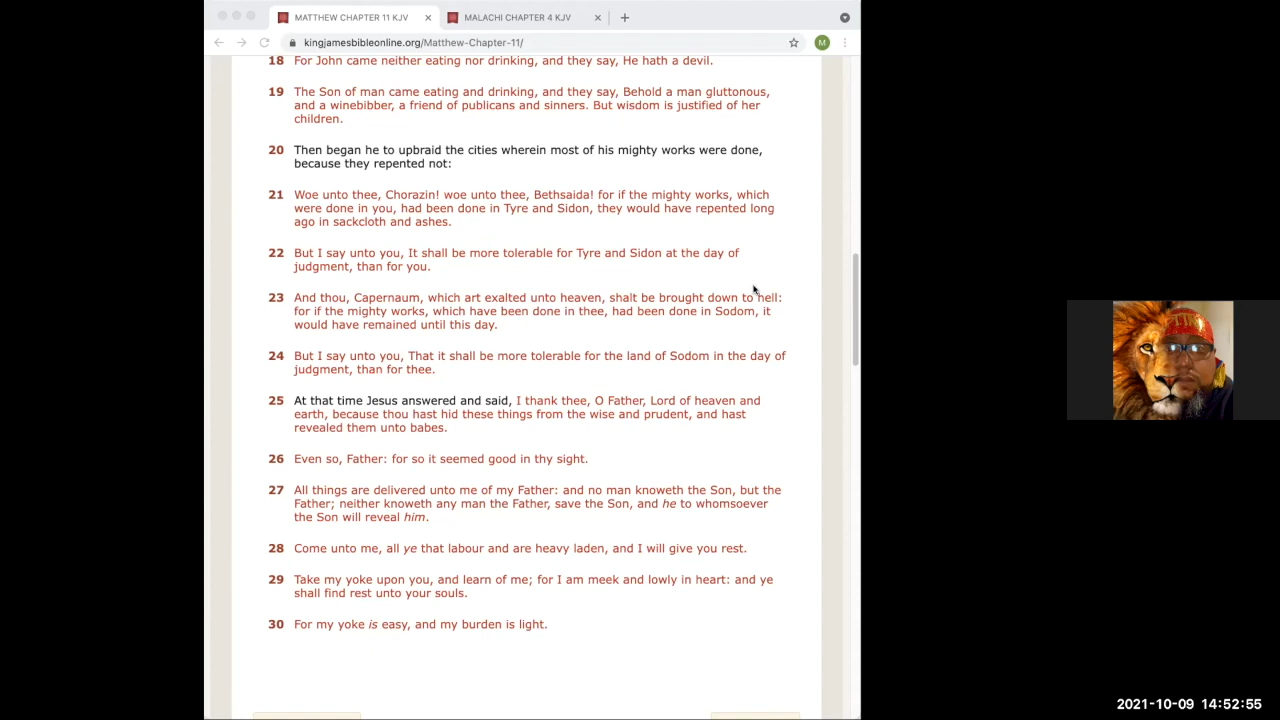 MATTHEW CHAPTER 11 KJV
MALACHI CHAPTER 4 KJV
kingjamesbibleonline.org/Matthew-Chapter-11/
M
18 For John came neither eating nor drinking, and they say, He hath a devil.
19 The Son of man came eating and drinking, and they say, Behold a man gluttonous,
and a winebibber, a friend of publicans and sinners. But wisdom is justified of her
children.
20 Then began he to upbraid the cities wherein most of his mighty works were done,
because they repented not:
21 Woe unto thee, Chorazin! woe unto thee, Bethsaida! for if the mighty works, which
were done in you, had been done in Tyre and Sidon, they would have repented long
ago in sackcloth and ashes.
22 But I say unto you, It shall be more tolerable for Tyre and Sidon at the day of
judgment, than for you.
23 And thou, Capernaum, which art exalted unto heaven, shalt be brought down to hell:
for if the mighty works, which have been done in thee, had been done in Sodom, it
would have remained until this day.
24 But I say unto you, That it shall be more tolerable for the land of Sodom in the day of
judgment, than for thee.
25 At that time Jesus answered and said, I thank thee, O Father, Lord of heaven and
earth, because thou hast hid these things from the wise and prudent, and hast
revealed them unto babes.
26 Even so, Father: for so it seemed good in thy sight.
27 All things are delivered unto me of my Father: and no man knoweth the Son, but the
Father; neither knoweth any man the Father, save the Son, and he to whomsoever
the Son will reveal him.
28 Come unto me, all ye that labour and are heavy laden, and I will give you rest.
29 Take my yoke upon you, and learn of me; for I am meek and lowly in heart: and ye
shall find rest unto your souls.
30 For my yoke is easy, and my burden is light.
2021-10-09 14:52:55